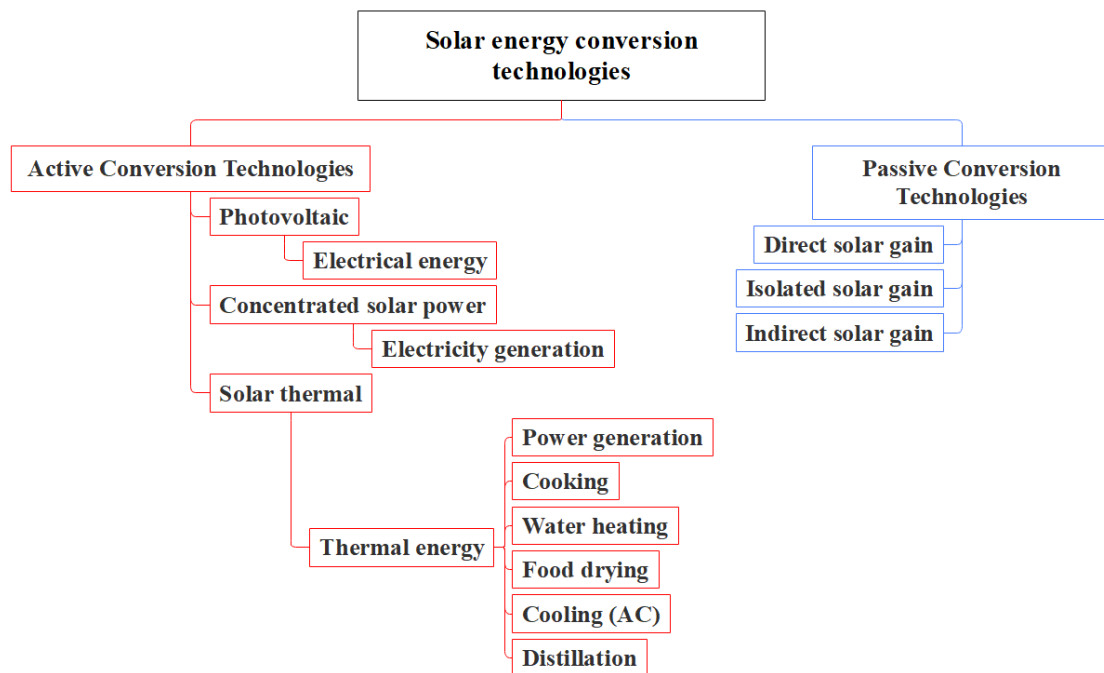 Solar energy conversion
technologies
Active Conversion Technologies
Photovoltaic
Electrical energy
Concentrated solar power
Electricity generation
Solar thermal
Thermal energy
Power generation
Cooking
Water heating
Food drying
Cooling (AC)
Distillation
Passive Conversion
Technologies
Direct solar gain
Isolated solar gain
Indirect solar gain